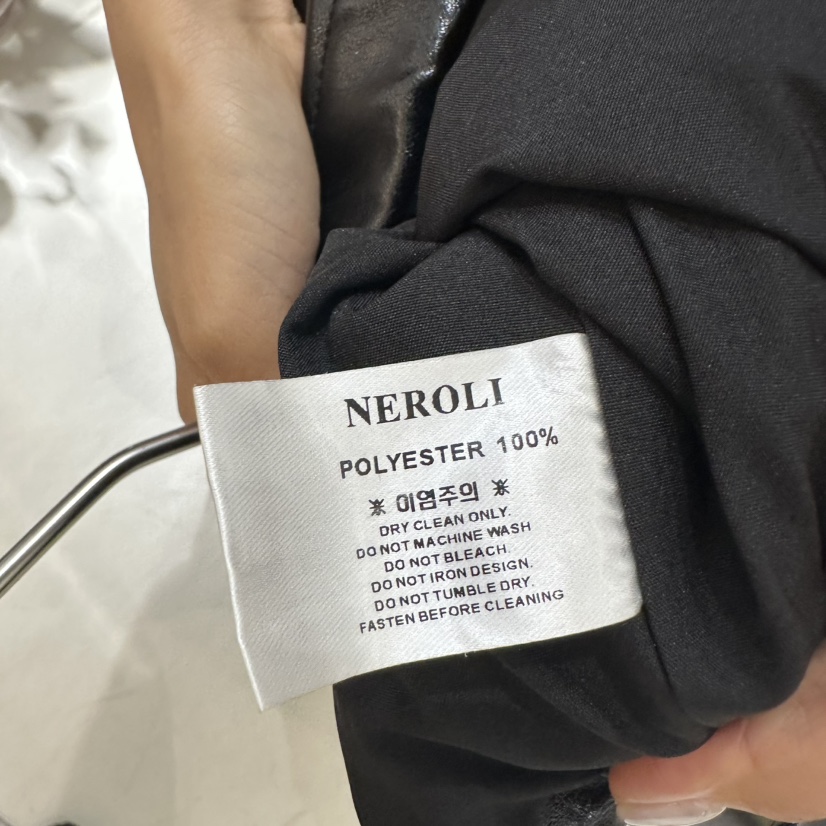 NEROLI
POLYESTER 100%
※ 이염주의 ※
DRY CLEAN ONLY.
DO NOT MACHINE WASH
DO NOT BLEACH.
DO NOT IRON DESIGN.
DO NOT TUMBLE DRY.
FASTEN BEFORE CLEANING